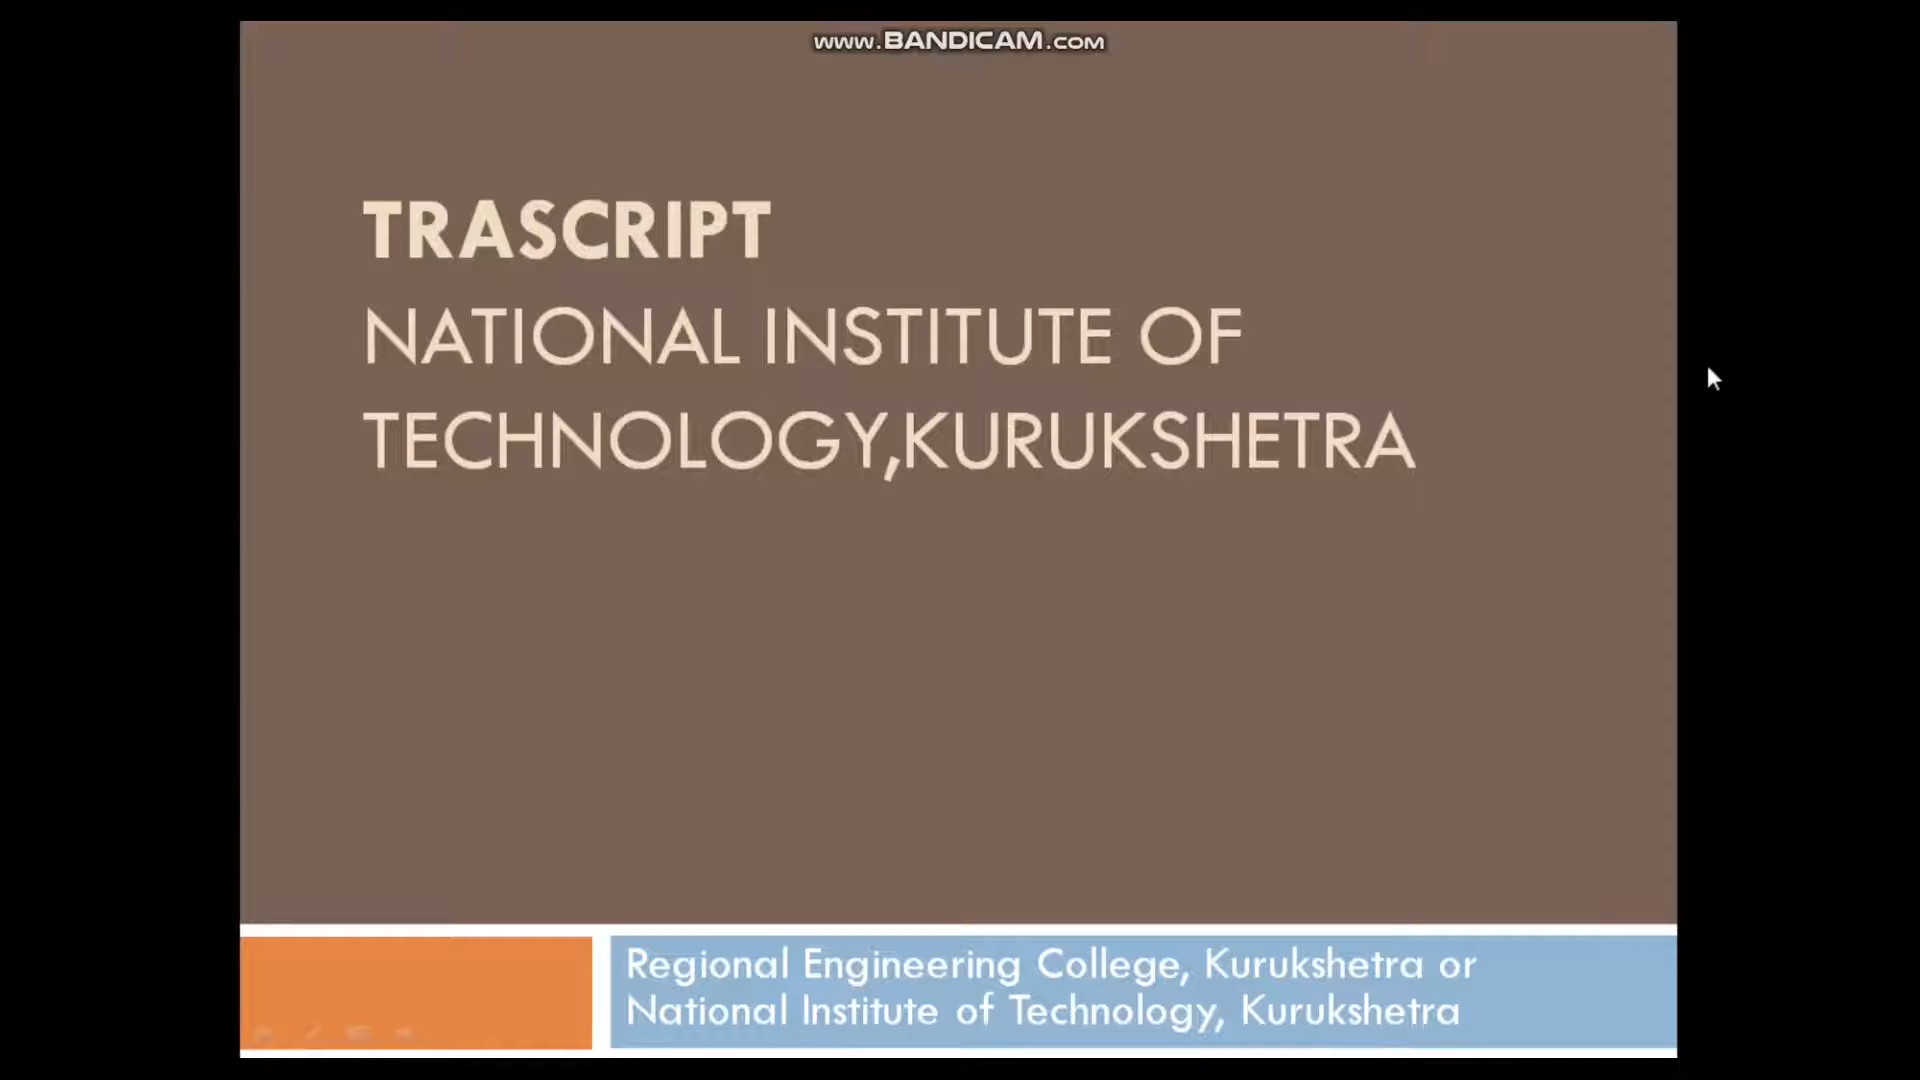 www.BANDICAM.com
TRASCRIPT
NATIONAL INSTITUTE OF
TECHNOLOGY,KURUKSHETRA
Regional Engineering College, Kurukshetra or
National Institute of Technology, Kurukshetra